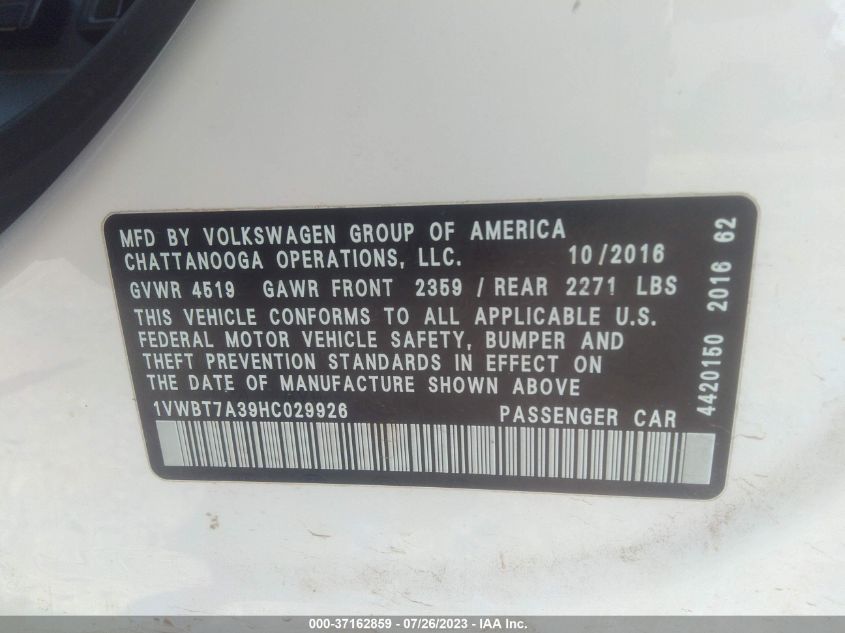 MFD BY VOLKSWAGEN GROUP OF AMERICA
CHATTANOOGA OPERATIONS, LLC. 10/2016
GVWR 4519 GAWR FRONT 2359 / REAR 2271 LBS
THIS VEHICLE CONFORMS TO ALL APPLICABLE U.S.
FEDERAL MOTOR VEHICLE SAFETY, BUMPER AND
THEFT PREVENTION STANDARDS IN EFFECT ON
THE DATE OF MANUFACTURE SHOWN ABOVE
1VWBT7A39HC029926 PASSENGER CAR
4420150 2016 62
000-37162859 - 07/26/2023 - IAA Inc.